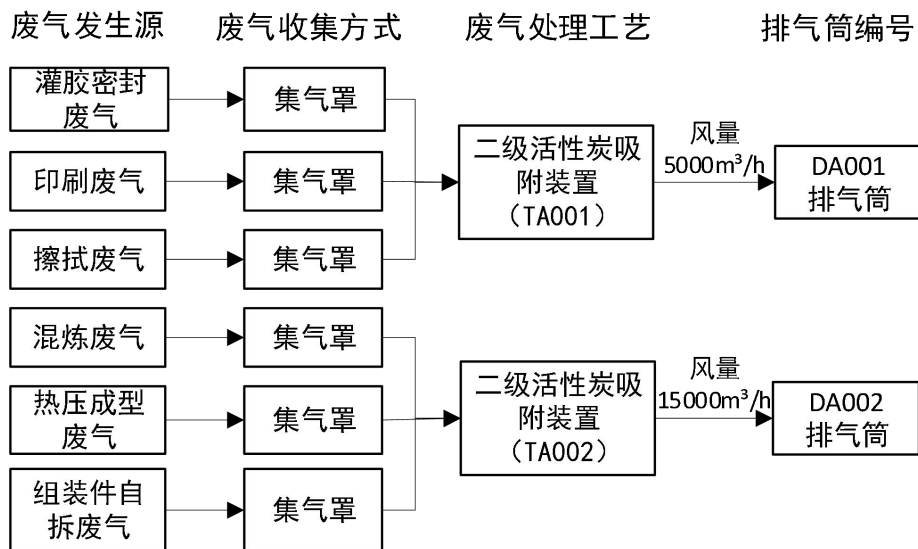 废气发生源 废气收集方式 废气处理工艺 排气筒编号
灌胶密封
废气
集气罩
印刷废气
集气罩
擦拭废气
集气罩
二级活性炭吸
附装置
（TA001）
风量
5000m³/h
DA001
排气筒
混炼废气
集气罩
热压成型
废气
集气罩
组装件自
拆废气
集气罩
二级活性炭吸
附装置
（TA002）
风量
15000m³/h
DA002
排气筒